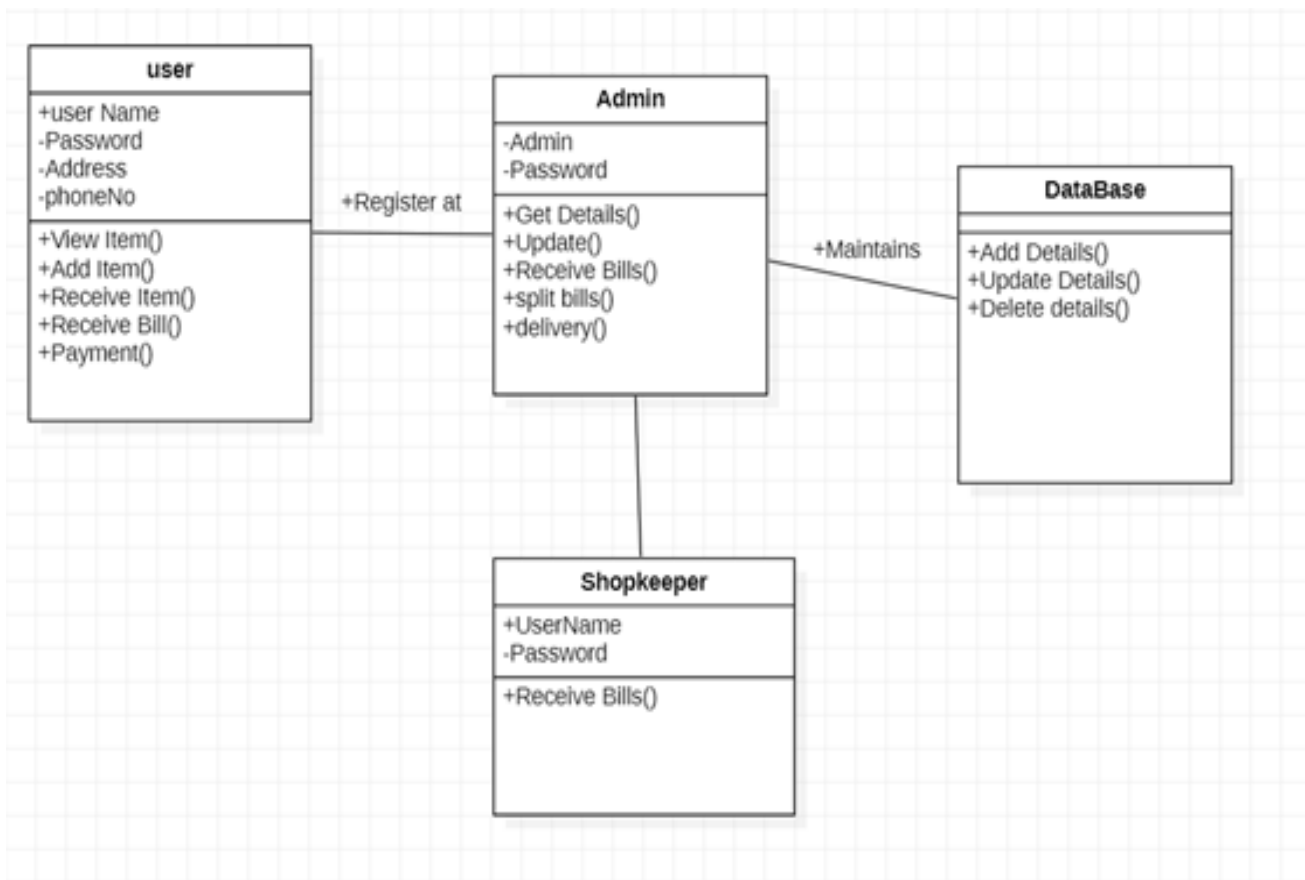 user
+user Name
-Password
-Address
-phoneNo
+View Item()
+Add Item()
+Receive Item()
+Receive Bill()
+Payment()
+Register at
Admin
-Admin
-Password
+Get Details()
+Update()
+Receive Bills()
+split bills()
+delivery()
+Maintains
DataBase
+Add Details()
+Update Details()
+Delete details()
Shopkeeper
+UserName
-Password
+Receive Bills()